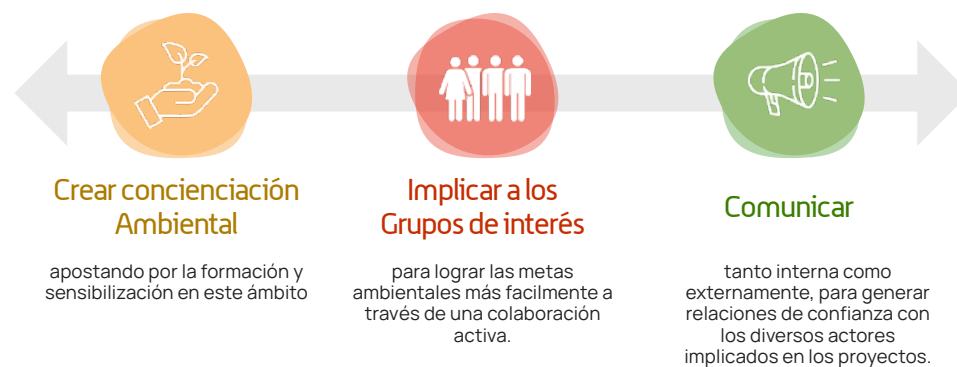 Crear concienciación
Ambiental
apostando por la formación y
sensibilización en este ámbito
Implicar a los
Grupos de interés
para lograr las metas
ambientales más facilmente a
través de una colaboración
activa.
Comunicar
tanto interna como
externamente, para generar
relaciones de confianza con
los diversos actores
implicados en los proyectos.